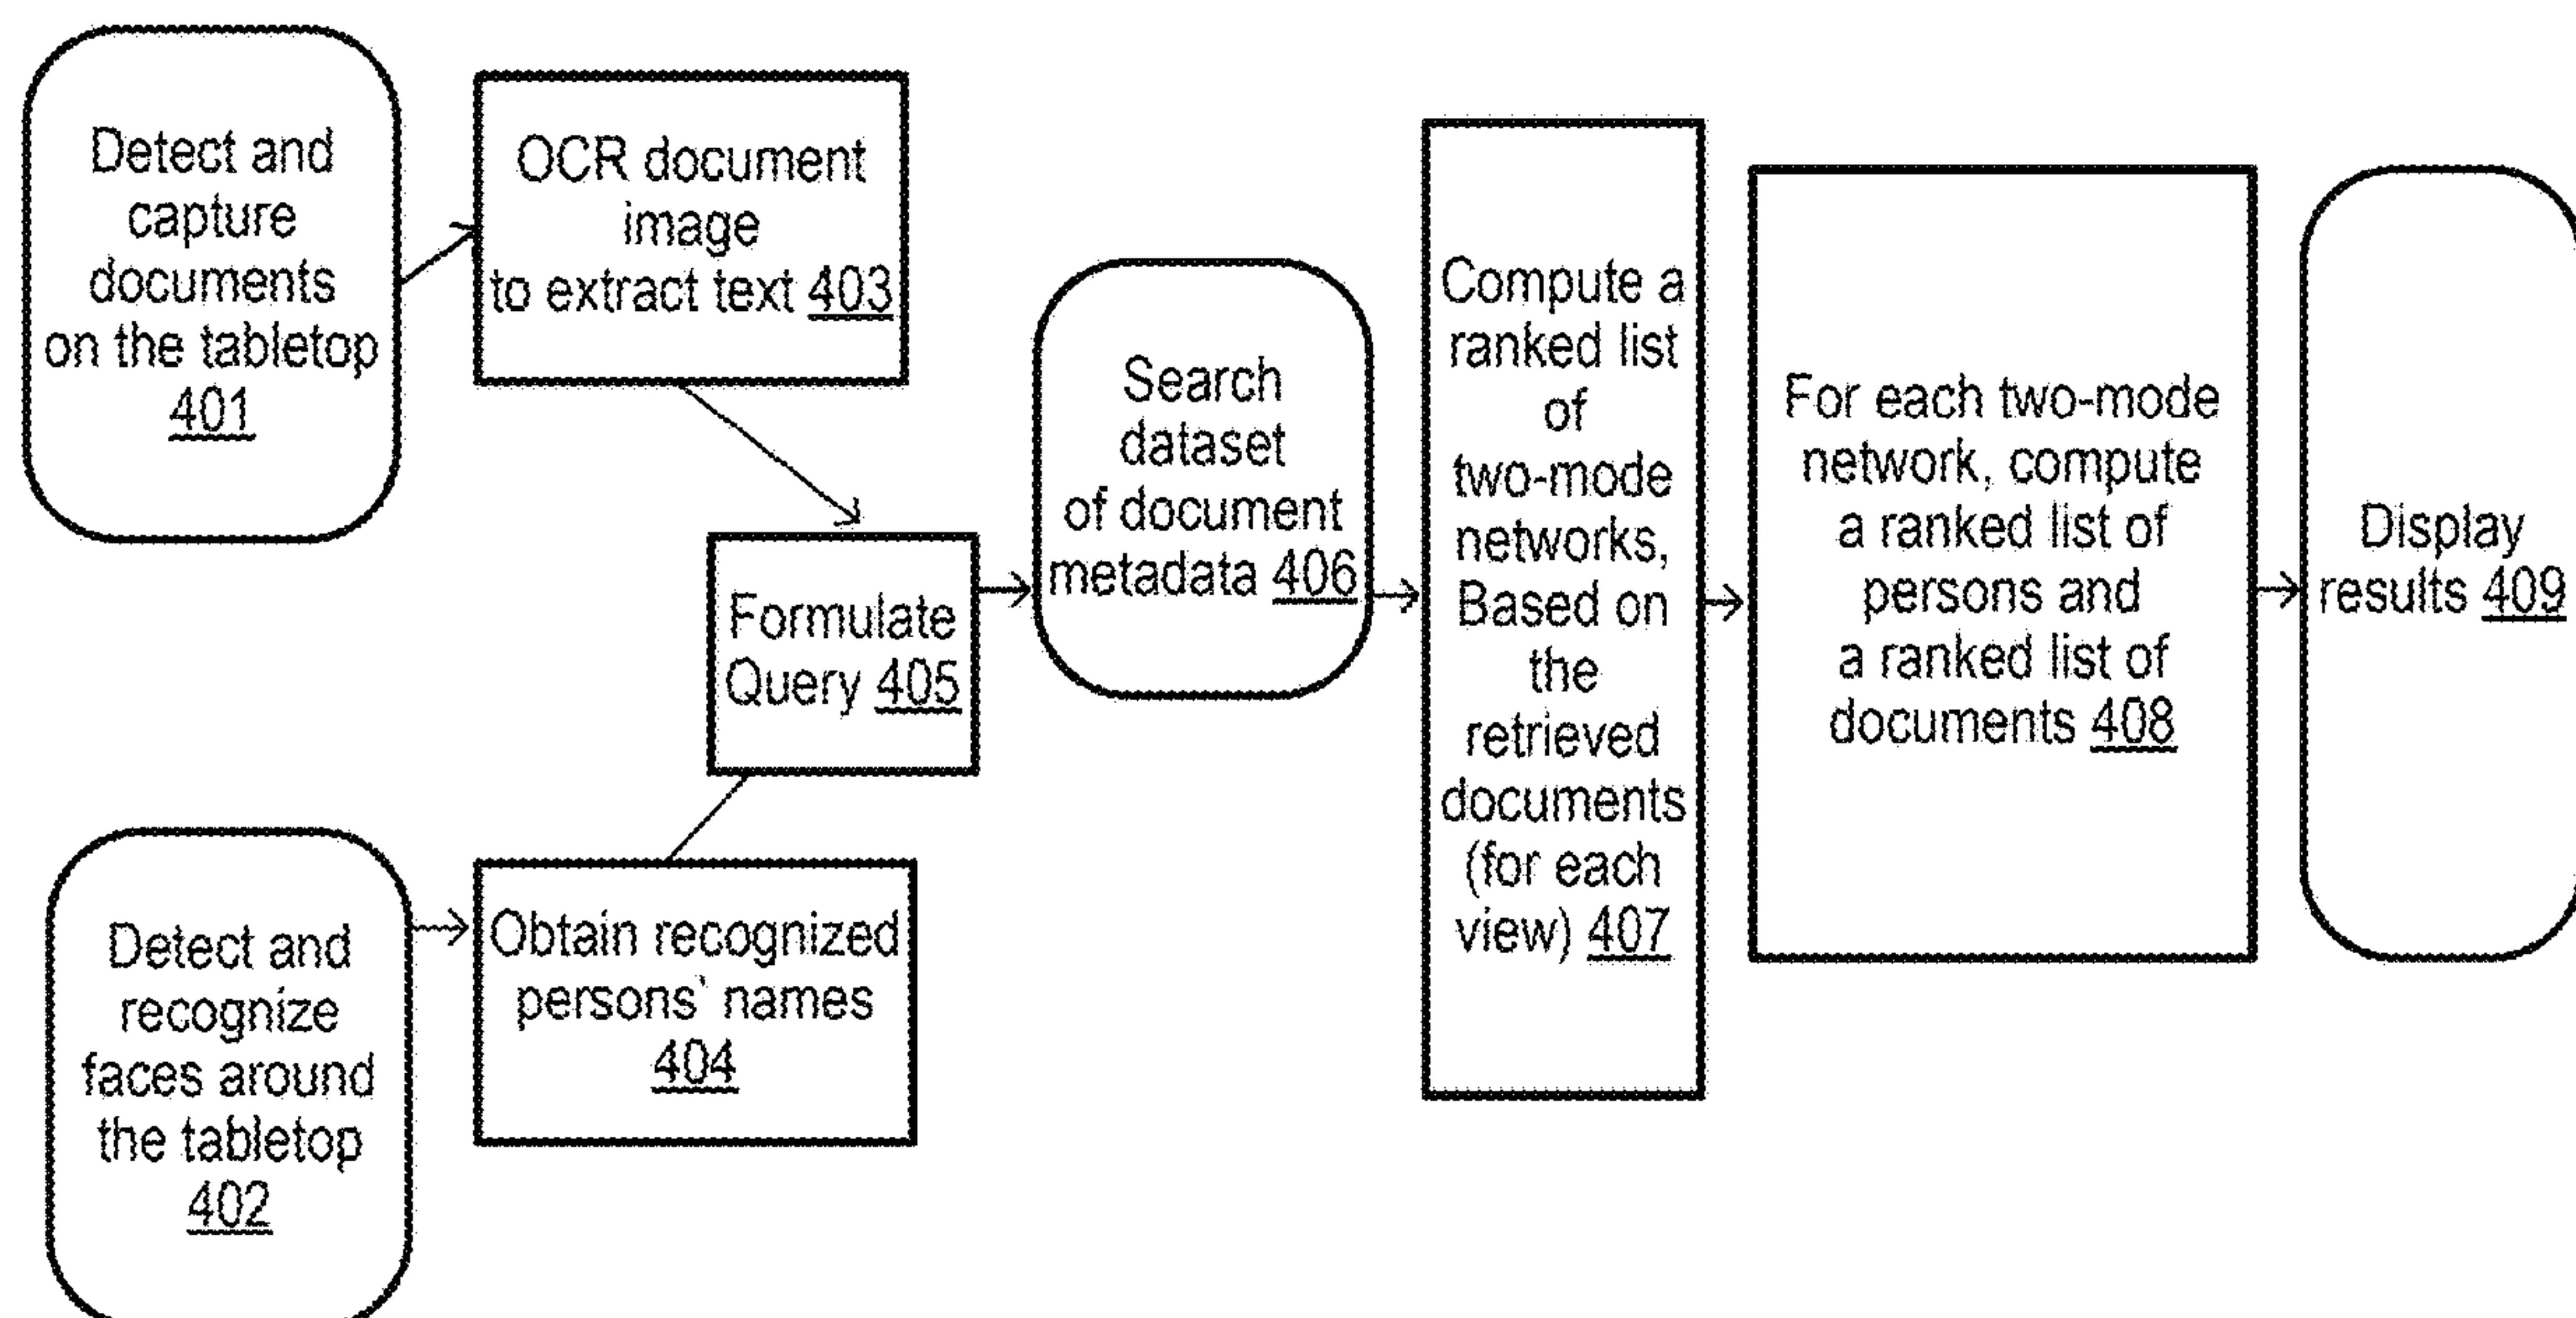 Detect and
capture
documents
on the tabletop
401
OCR document
image
to extract text 403
Formulate
Query 405
Detect and
recognize
faces around
the tabletop
402
Obtain recognized
persons' names
404
Search
dataset
of document
metadata 406
Compute a
ranked list
of
two-mode
networks,
Based on
the
retrieved
documents
(for each
view) 407
For each two-mode
network, compute
a ranked list of
persons and
a ranked list of
documents 408
Display
results 409